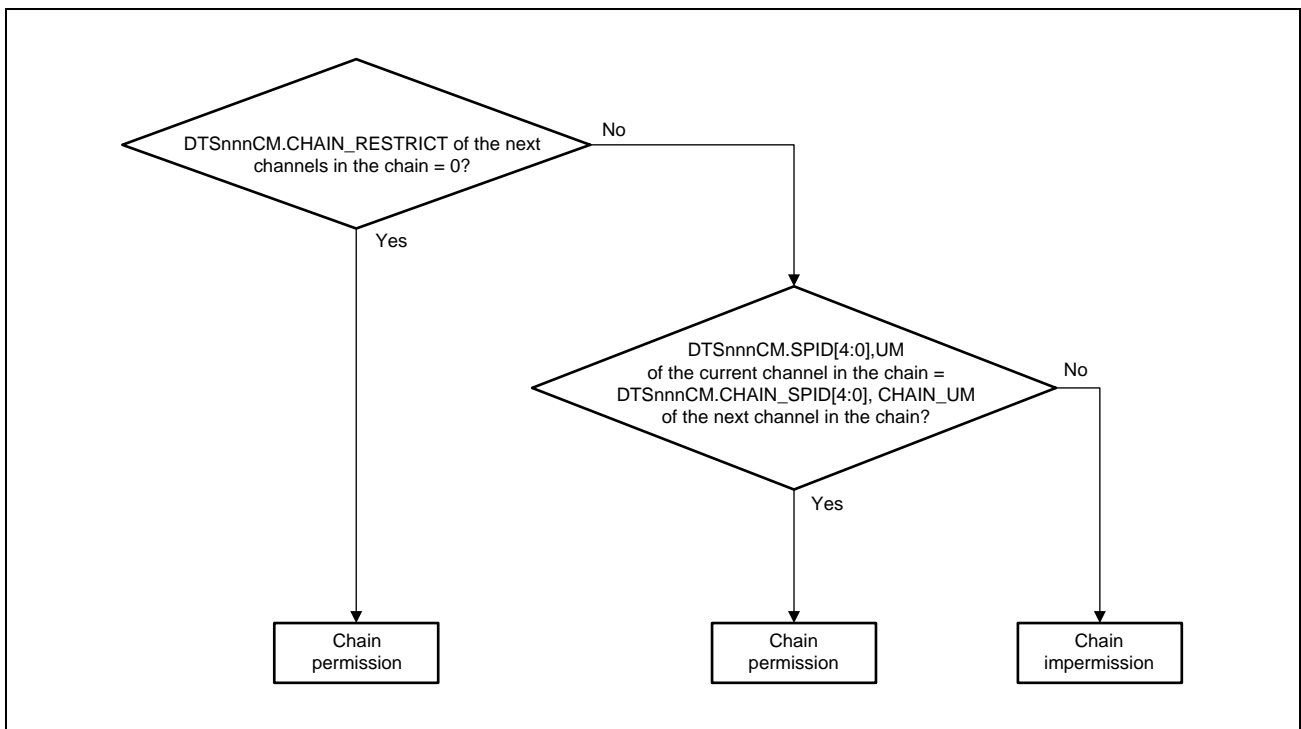 DTSnnnCM.CHAIN_RESTRICT of the next
channels in the chain = 0?
No
Yes
DTSnnnCM.SPID[4:0],UM
of the current channel in the chain =
DTSnnnCM.CHAIN_SPID[4:0], CHAIN_UM
of the next channel in the chain?
No
Yes
Chain
permission
Chain
permission
Chain
impermission